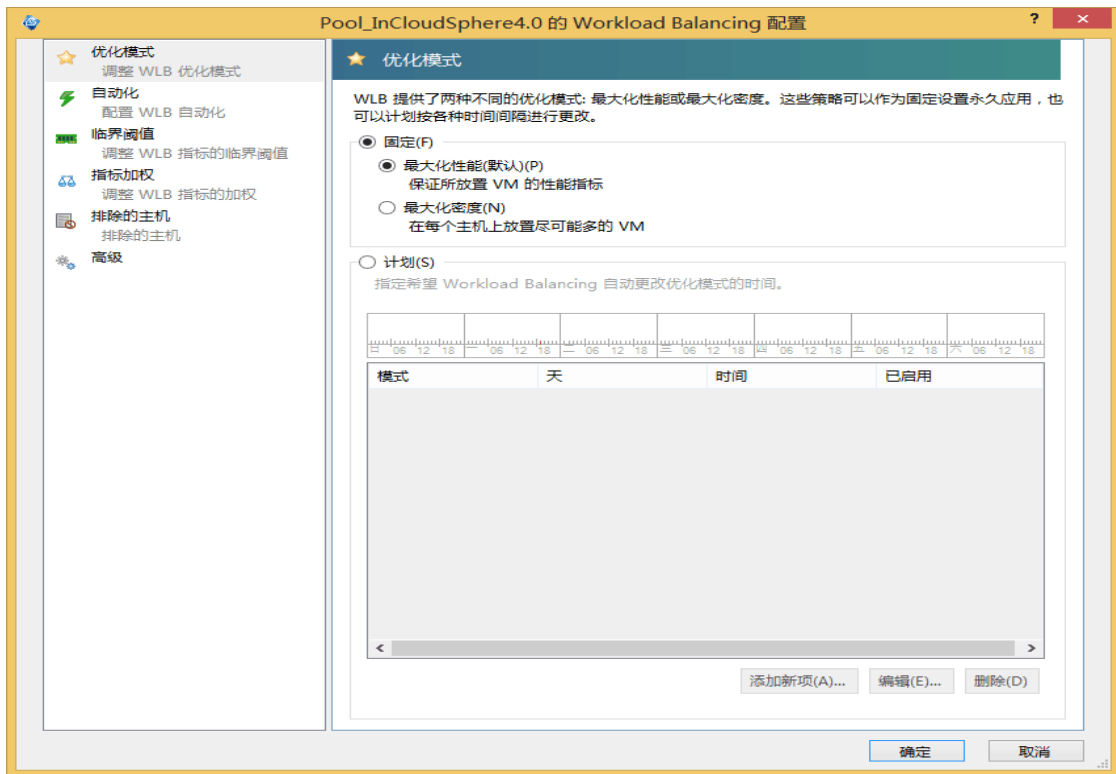 Pool_InCloudSphere4.0 的 Workload Balancing 配置
? ×
优化模式
调整 WLB 优化模式
自动化
配置 WLB 自动化
临界阈值
调整 WLB 指标的临界阈值
指标加权
调整 WLB 指标的加权
排除的主机
排除的主机
高级
优化模式
WLB 提供了两种不同的优化模式: 最大化性能或最大化密度。这些策略可以作为固定设置永久应用，也
可以计划按各种时间间隔进行更改。
固定(F)
最大化性能(默认)(P)
保证所放置 VM 的性能指标
最大化密度(N)
在每个主机上放置尽可能多的 VM
计划(S)
指定希望 Workload Balancing 自动更改优化模式的时间。
日 06 12 18 一 06 12 18 二 06 12 18 三 06 12 18 四 06 12 18 五 06 12 18 六 06 12 18
模式 天 时间 已启用
添加新项(A)... 编辑(E)... 删除(D)
确定 取消